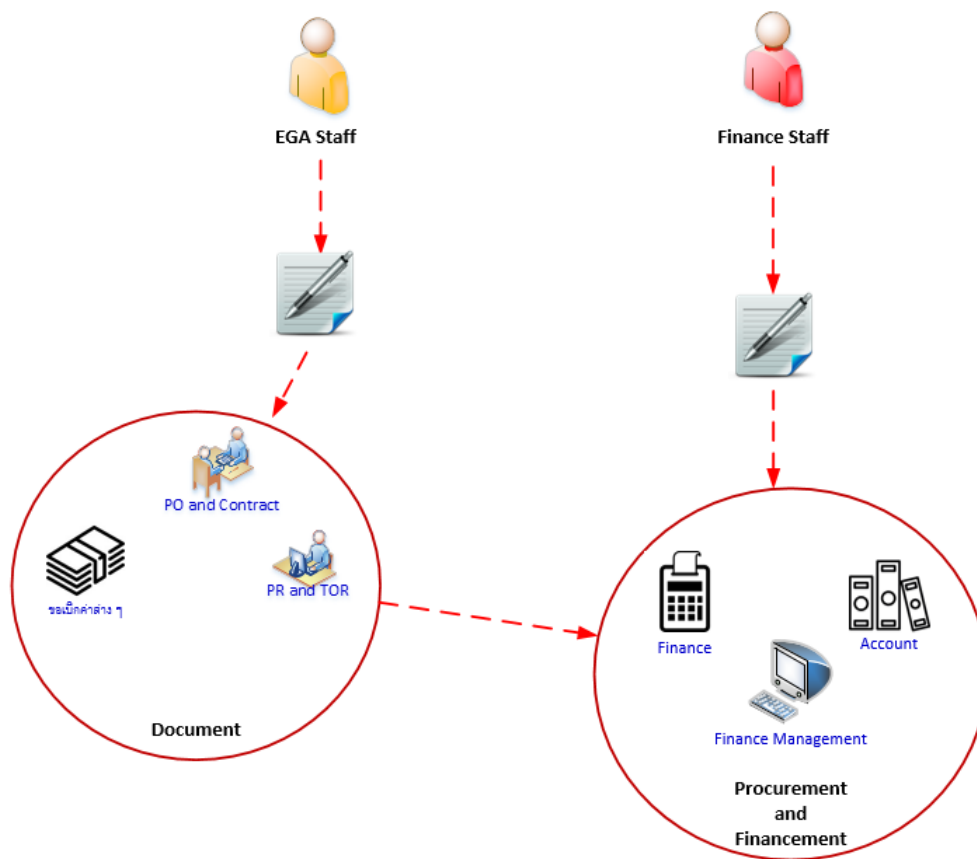 EGA Staff
Finance Staff
PO and Contract
PR and TOR
ขอเบิกค่าต่าง ๆ
Document
Finance
Account
Finance Management
Procurement
and
Financement